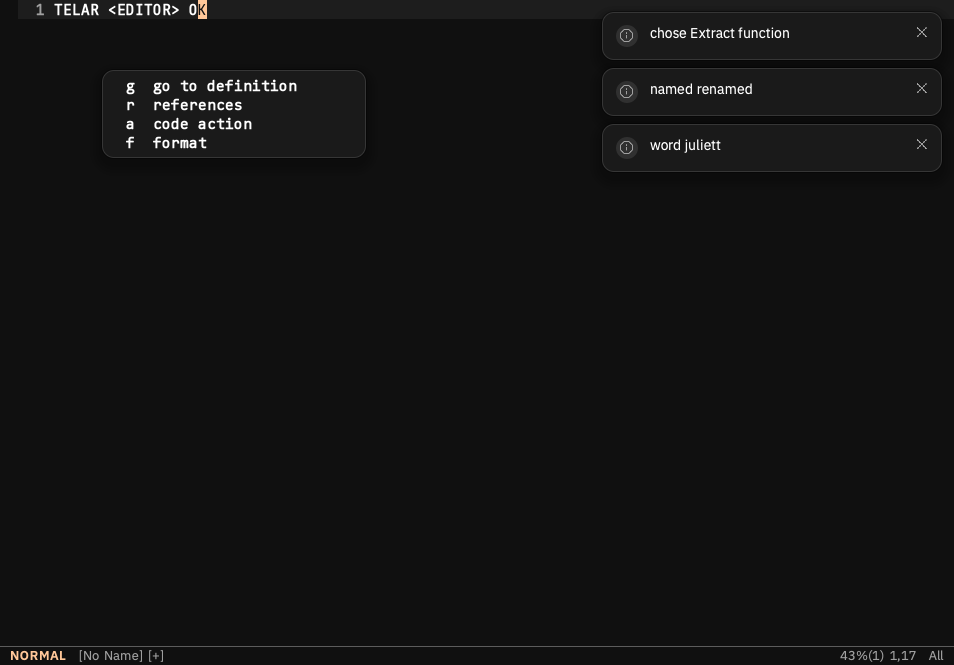 1 TELAR <EDITOR> OK
chose Extract function
named renamed
word juliett
g go to definition
r references
a code action
f format
NORMAL [No Name] [+] 43%(1) 1,17 All